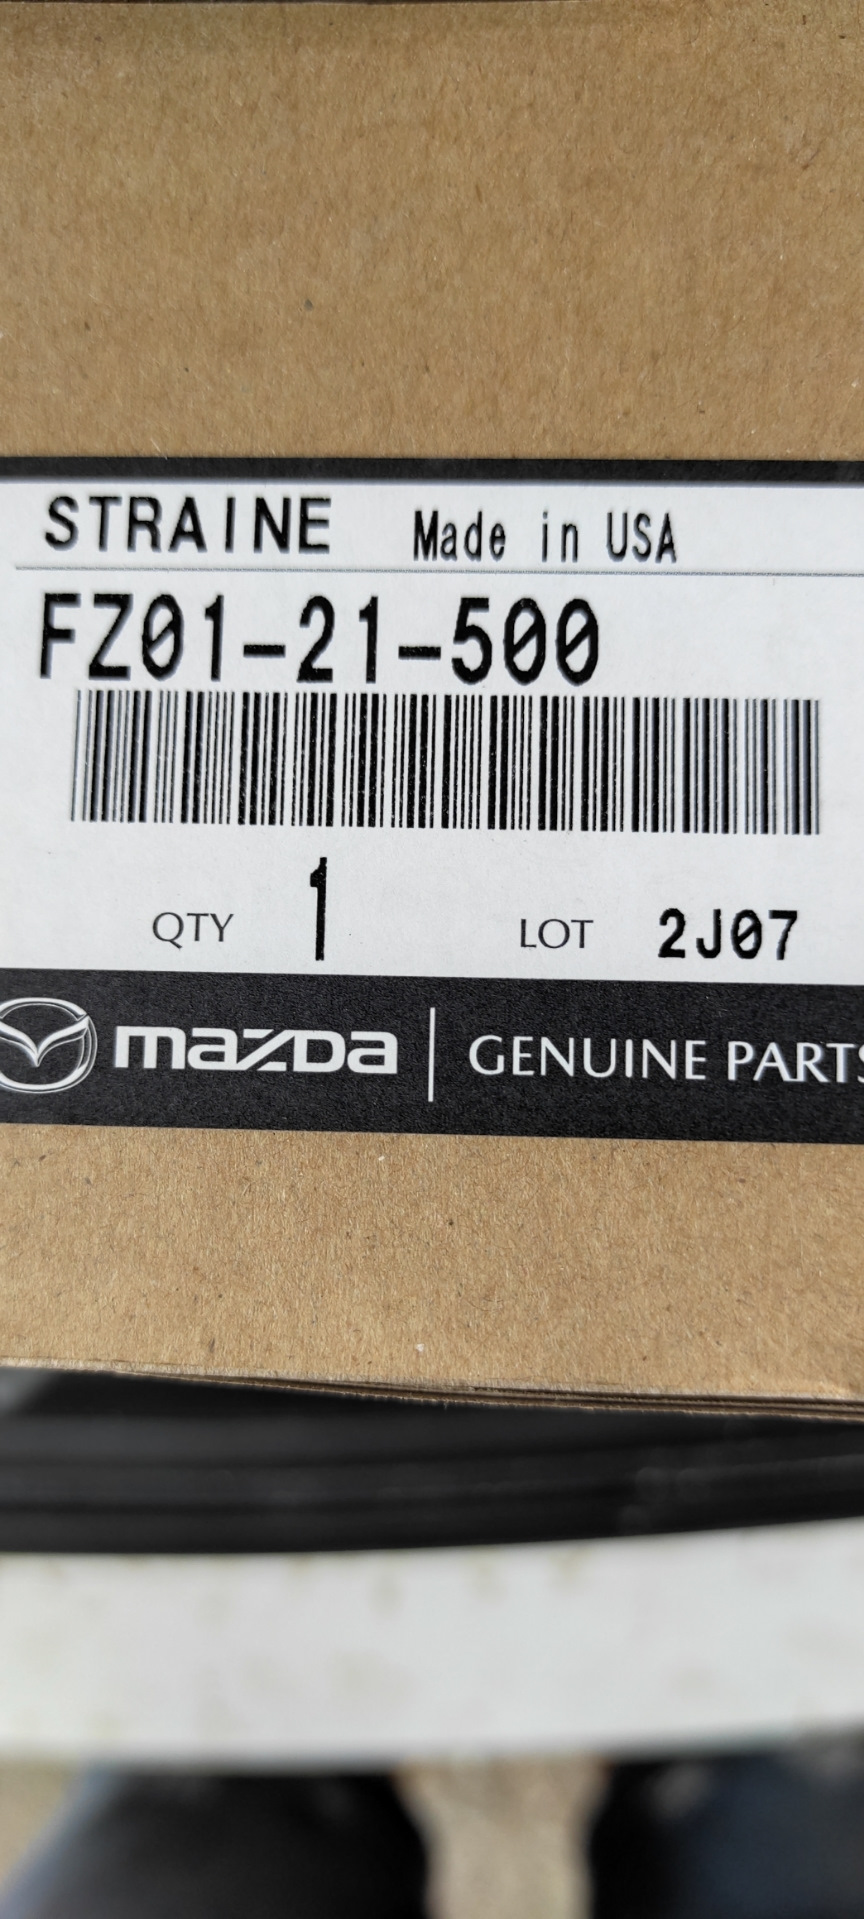 STRAINE Made in USA
FZ01-21-500
QTY 1 LOT 2J07
mazda GENUINE PARTS